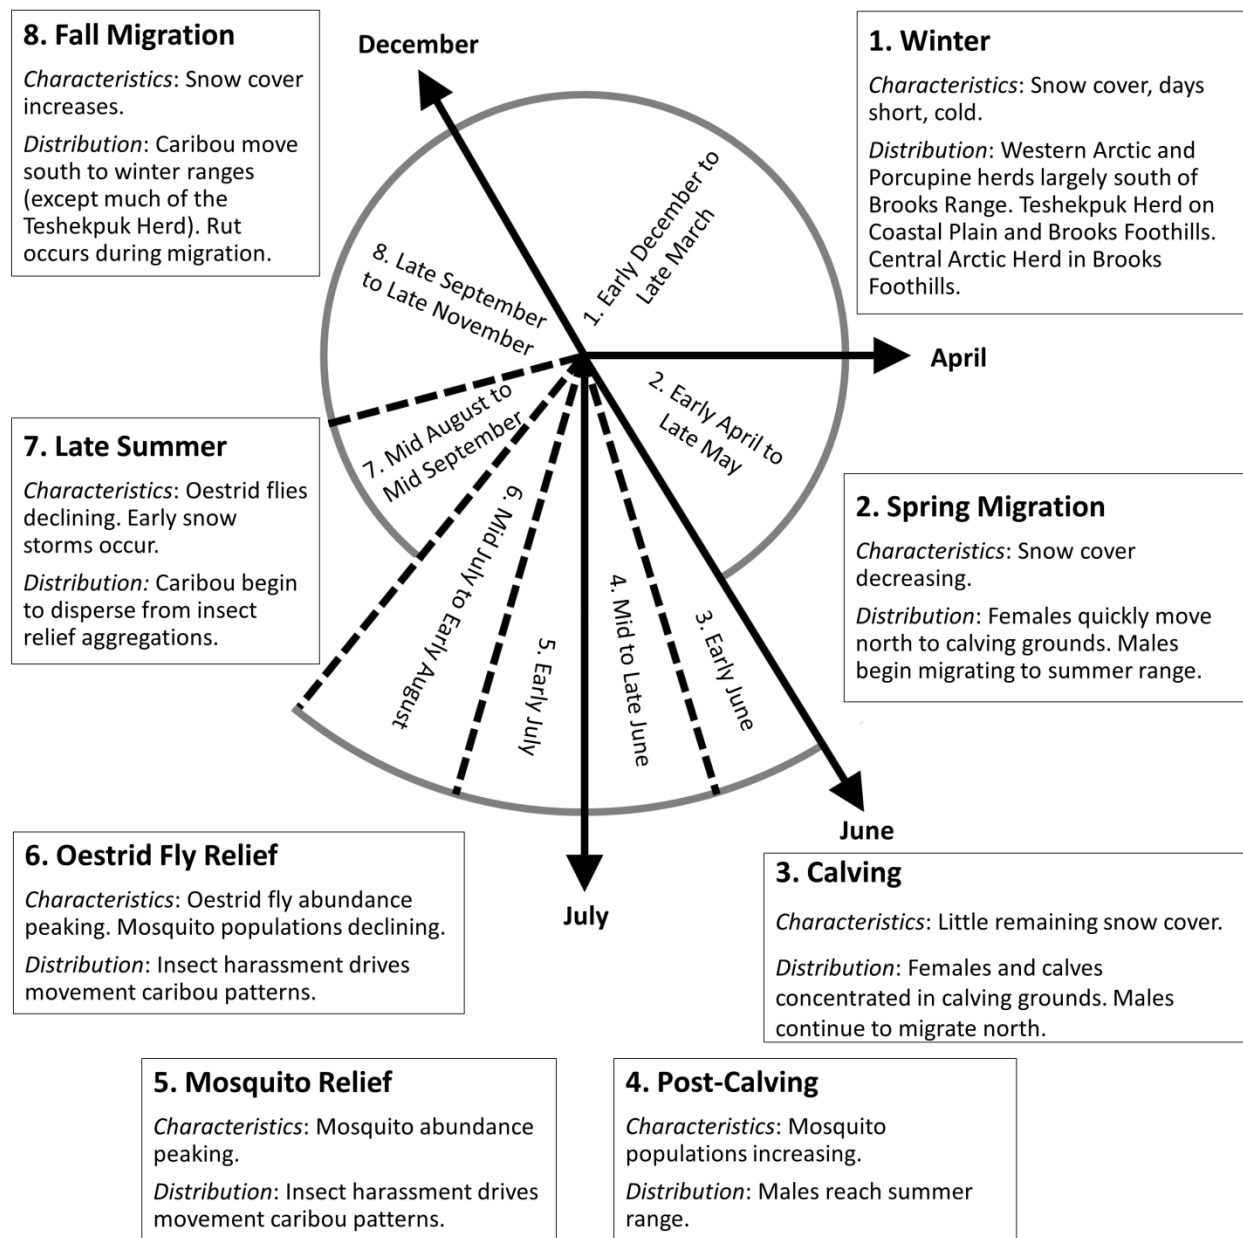 8. Fall Migration
Characteristics: Snow cover
increases.
Distribution: Caribou move
south to winter ranges
(except much of the
Teshekpuk Herd). Rut
occurs during migration.
December
1. Winter
Characteristics: Snow cover, days
short, cold.
Distribution: Western Arctic and
Porcupine herds largely south of
Brooks Range. Teshekpuk Herd on
Coastal Plain and Brooks Foothills.
Central Arctic Herd in Brooks
Foothills.
1. Early December to
Late March
8. Late September
to Late November
April
2. Early April to
Late May
7. Mid August to
Mid September
6. Mid July to Early August
5. Early July
4. Mid to Late June
3. Early June
7. Late Summer
Characteristics: Oestrid flies
declining. Early snow
storms occur.
Distribution: Caribou begin
to disperse from insect
relief aggregations.
2. Spring Migration
Characteristics: Snow cover
decreasing.
Distribution: Females quickly move
north to calving grounds. Males
begin migrating to summer range.
June
July
6. Oestrid Fly Relief
Characteristics: Oestrid fly abundance
peaking. Mosquito populations declining.
Distribution: Insect harassment drives
movement caribou patterns.
3. Calving
Characteristics: Little remaining snow cover.
Distribution: Females and calves
concentrated in calving grounds. Males
continue to migrate north.
5. Mosquito Relief
Characteristics: Mosquito abundance
peaking.
Distribution: Insect harassment drives
movement caribou patterns.
4. Post-Calving
Characteristics: Mosquito
populations increasing.
Distribution: Males reach summer
range.